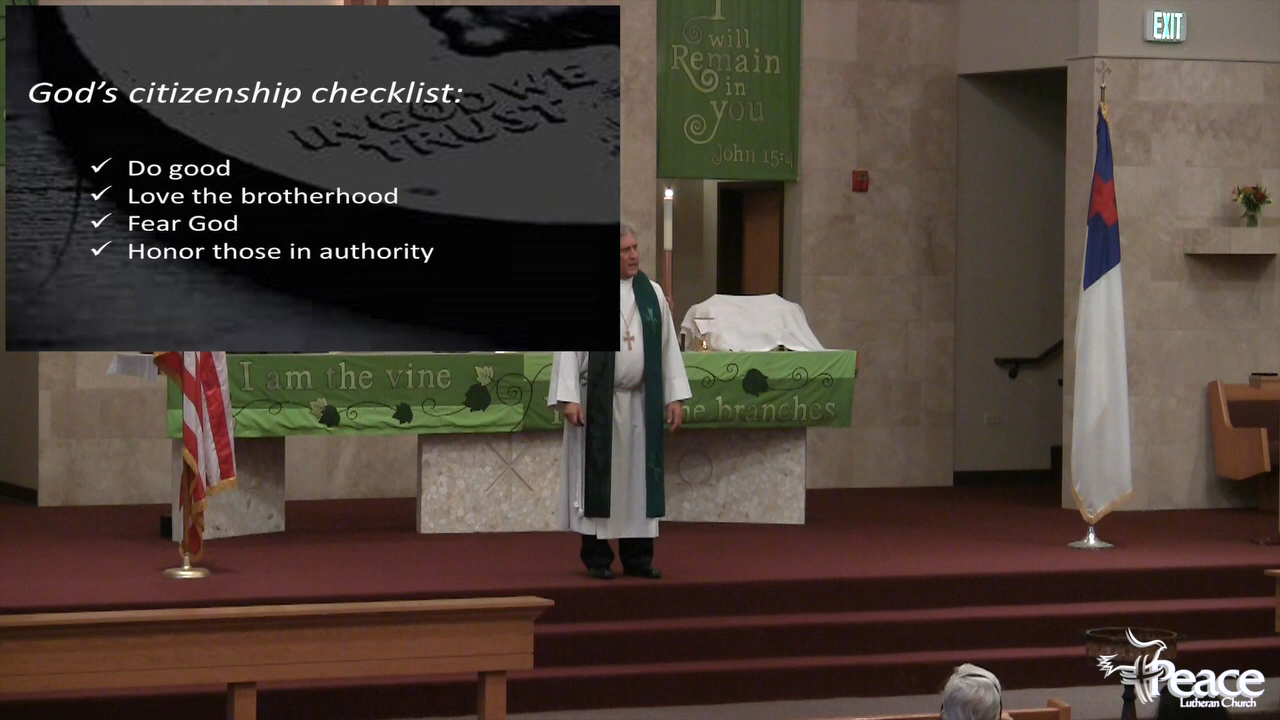 God's citizenship checklist:
IN GOD WE
TRUST
✓ Do good
✓ Love the brotherhood
✓ Fear God
✓ Honor those in authority
I
will
Remain
in
you
John 15:4
EXIT
I am the vine
the branches
Peace
Lutheran Church